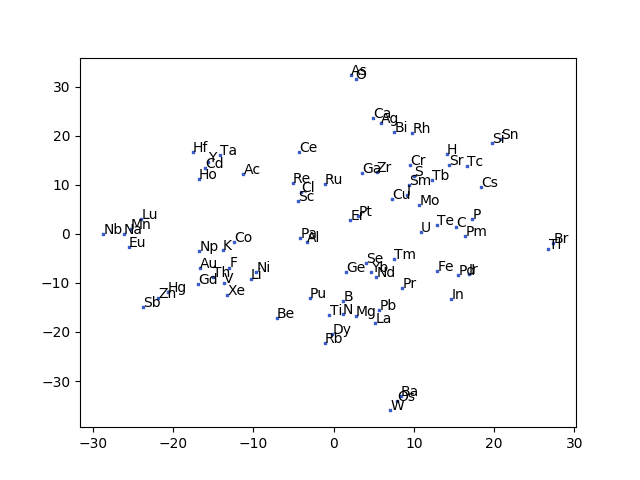 As
O
30
Ca
Ag
Bi Rh
Sn
Si
20
Hf
Ta
Y
Cd
Ho
Ac
Ce
H
Cr
Sr Tc
Ga Zr
S
Sm Tb
Cs
Re Ru
Cl
Sc
10
Cu
Mo
Lu
Mn
Nb Na
Eu
Er Pt
Te C P
U
Pm
0
Pa
Al
Co
Np K
Br
Tl
Au F
Th
Gd V Li Ni
Xe
Se Tm
Ge Yb
Nd
Fe Pd Ir
Pr
In
−10
Hg
Zn
Sb
Be
Pu
B
Ti N Mg Pb
La
Dy
Rb
−20
−30
Ba
Os
W
−30 −20 −10 0 10 20 30